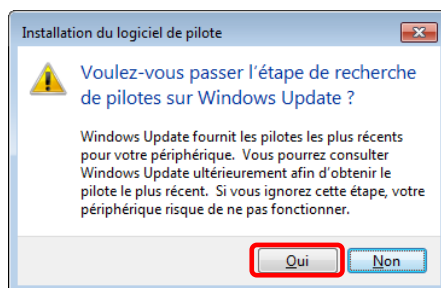 Installation du logiciel de pilote
Voulez-vous passer l'étape de recherche
de pilotes sur Windows Update ?
Windows Update fournit les pilotes les plus récents
pour votre périphérique. Vous pourrez consulter
Windows Update ultérieurement afin d'obtenir le
pilote le plus récent. Si vous ignorez cette étape, votre
périphérique risque de ne pas fonctionner.
Oui Non